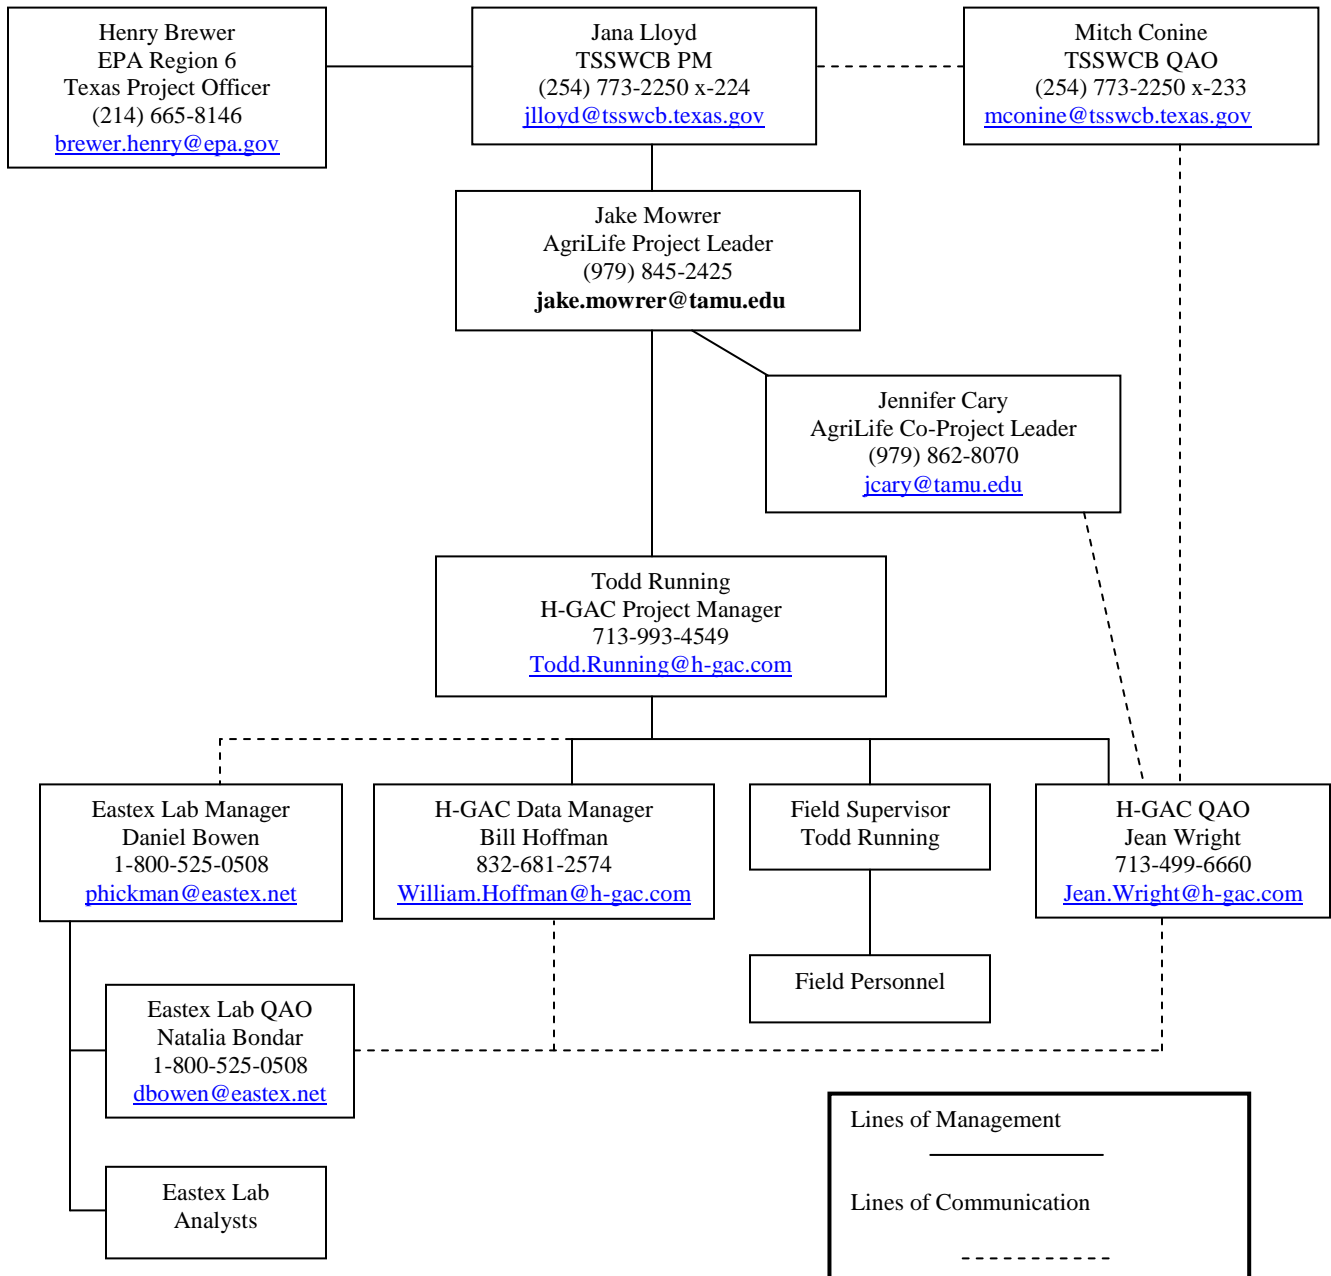 Henry Brewer
EPA Region 6
Texas Project Officer
(214) 665-8146
brewer.henry@epa.gov
Jana Lloyd
TSSWCB PM
(254) 773-2250 x-224
jlloyd@tsswcb.texas.gov
Mitch Conine
TSSWCB QAO
(254) 773-2250 x-233
mconine@tsswcb.texas.gov
Jake Mowrer
AgriLife Project Leader
(979) 845-2425
jake.mowrer@tamu.edu
Jennifer Cary
AgriLife Co-Project Leader
(979) 862-8070
jcary@tamu.edu
Todd Running
H-GAC Project Manager
713-993-4549
Todd.Running@h-gac.com
Eastex Lab Manager
Daniel Bowen
1-800-525-0508
phickman@eastex.net
H-GAC Data Manager
Bill Hoffman
832-681-2574
William.Hoffman@h-gac.com
Field Supervisor
Todd Running
H-GAC QAO
Jean Wright
713-499-6660
Jean.Wright@h-gac.com
Field Personnel
Eastex Lab QAO
Natalia Bondar
1-800-525-0508
dbowen@eastex.net
Eastex Lab
Analysts
Lines of Management
Lines of Communication